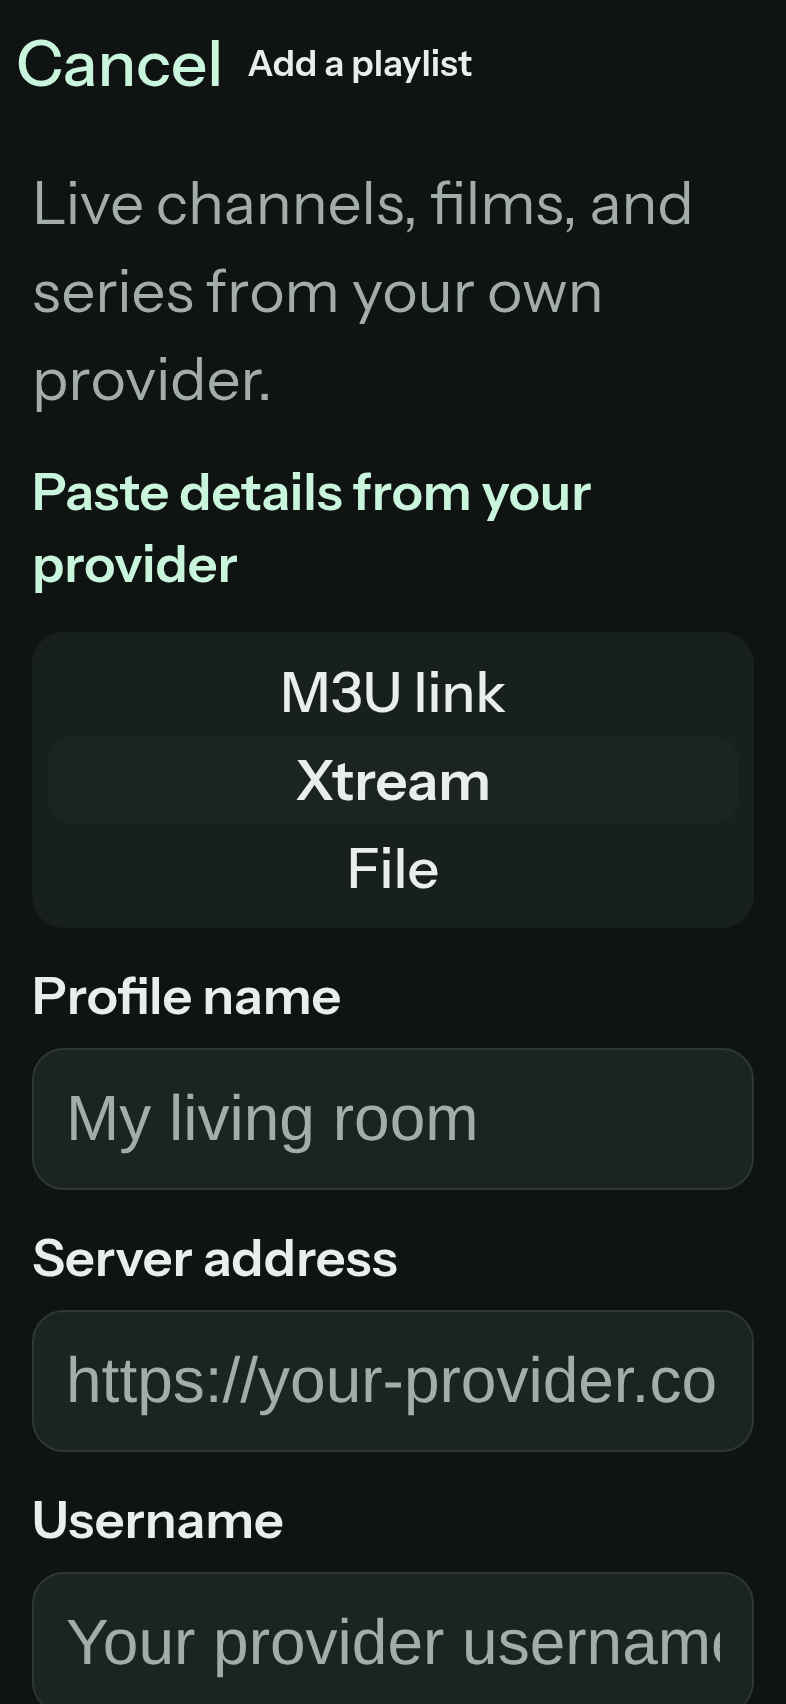 Cancel Add a playlist
Live channels, films, and
series from your own
provider.
Paste details from your
provider
M3U link
Xtream
File
Profile name
My living room
Server address
https://your-provider.co
Username
Your provider username